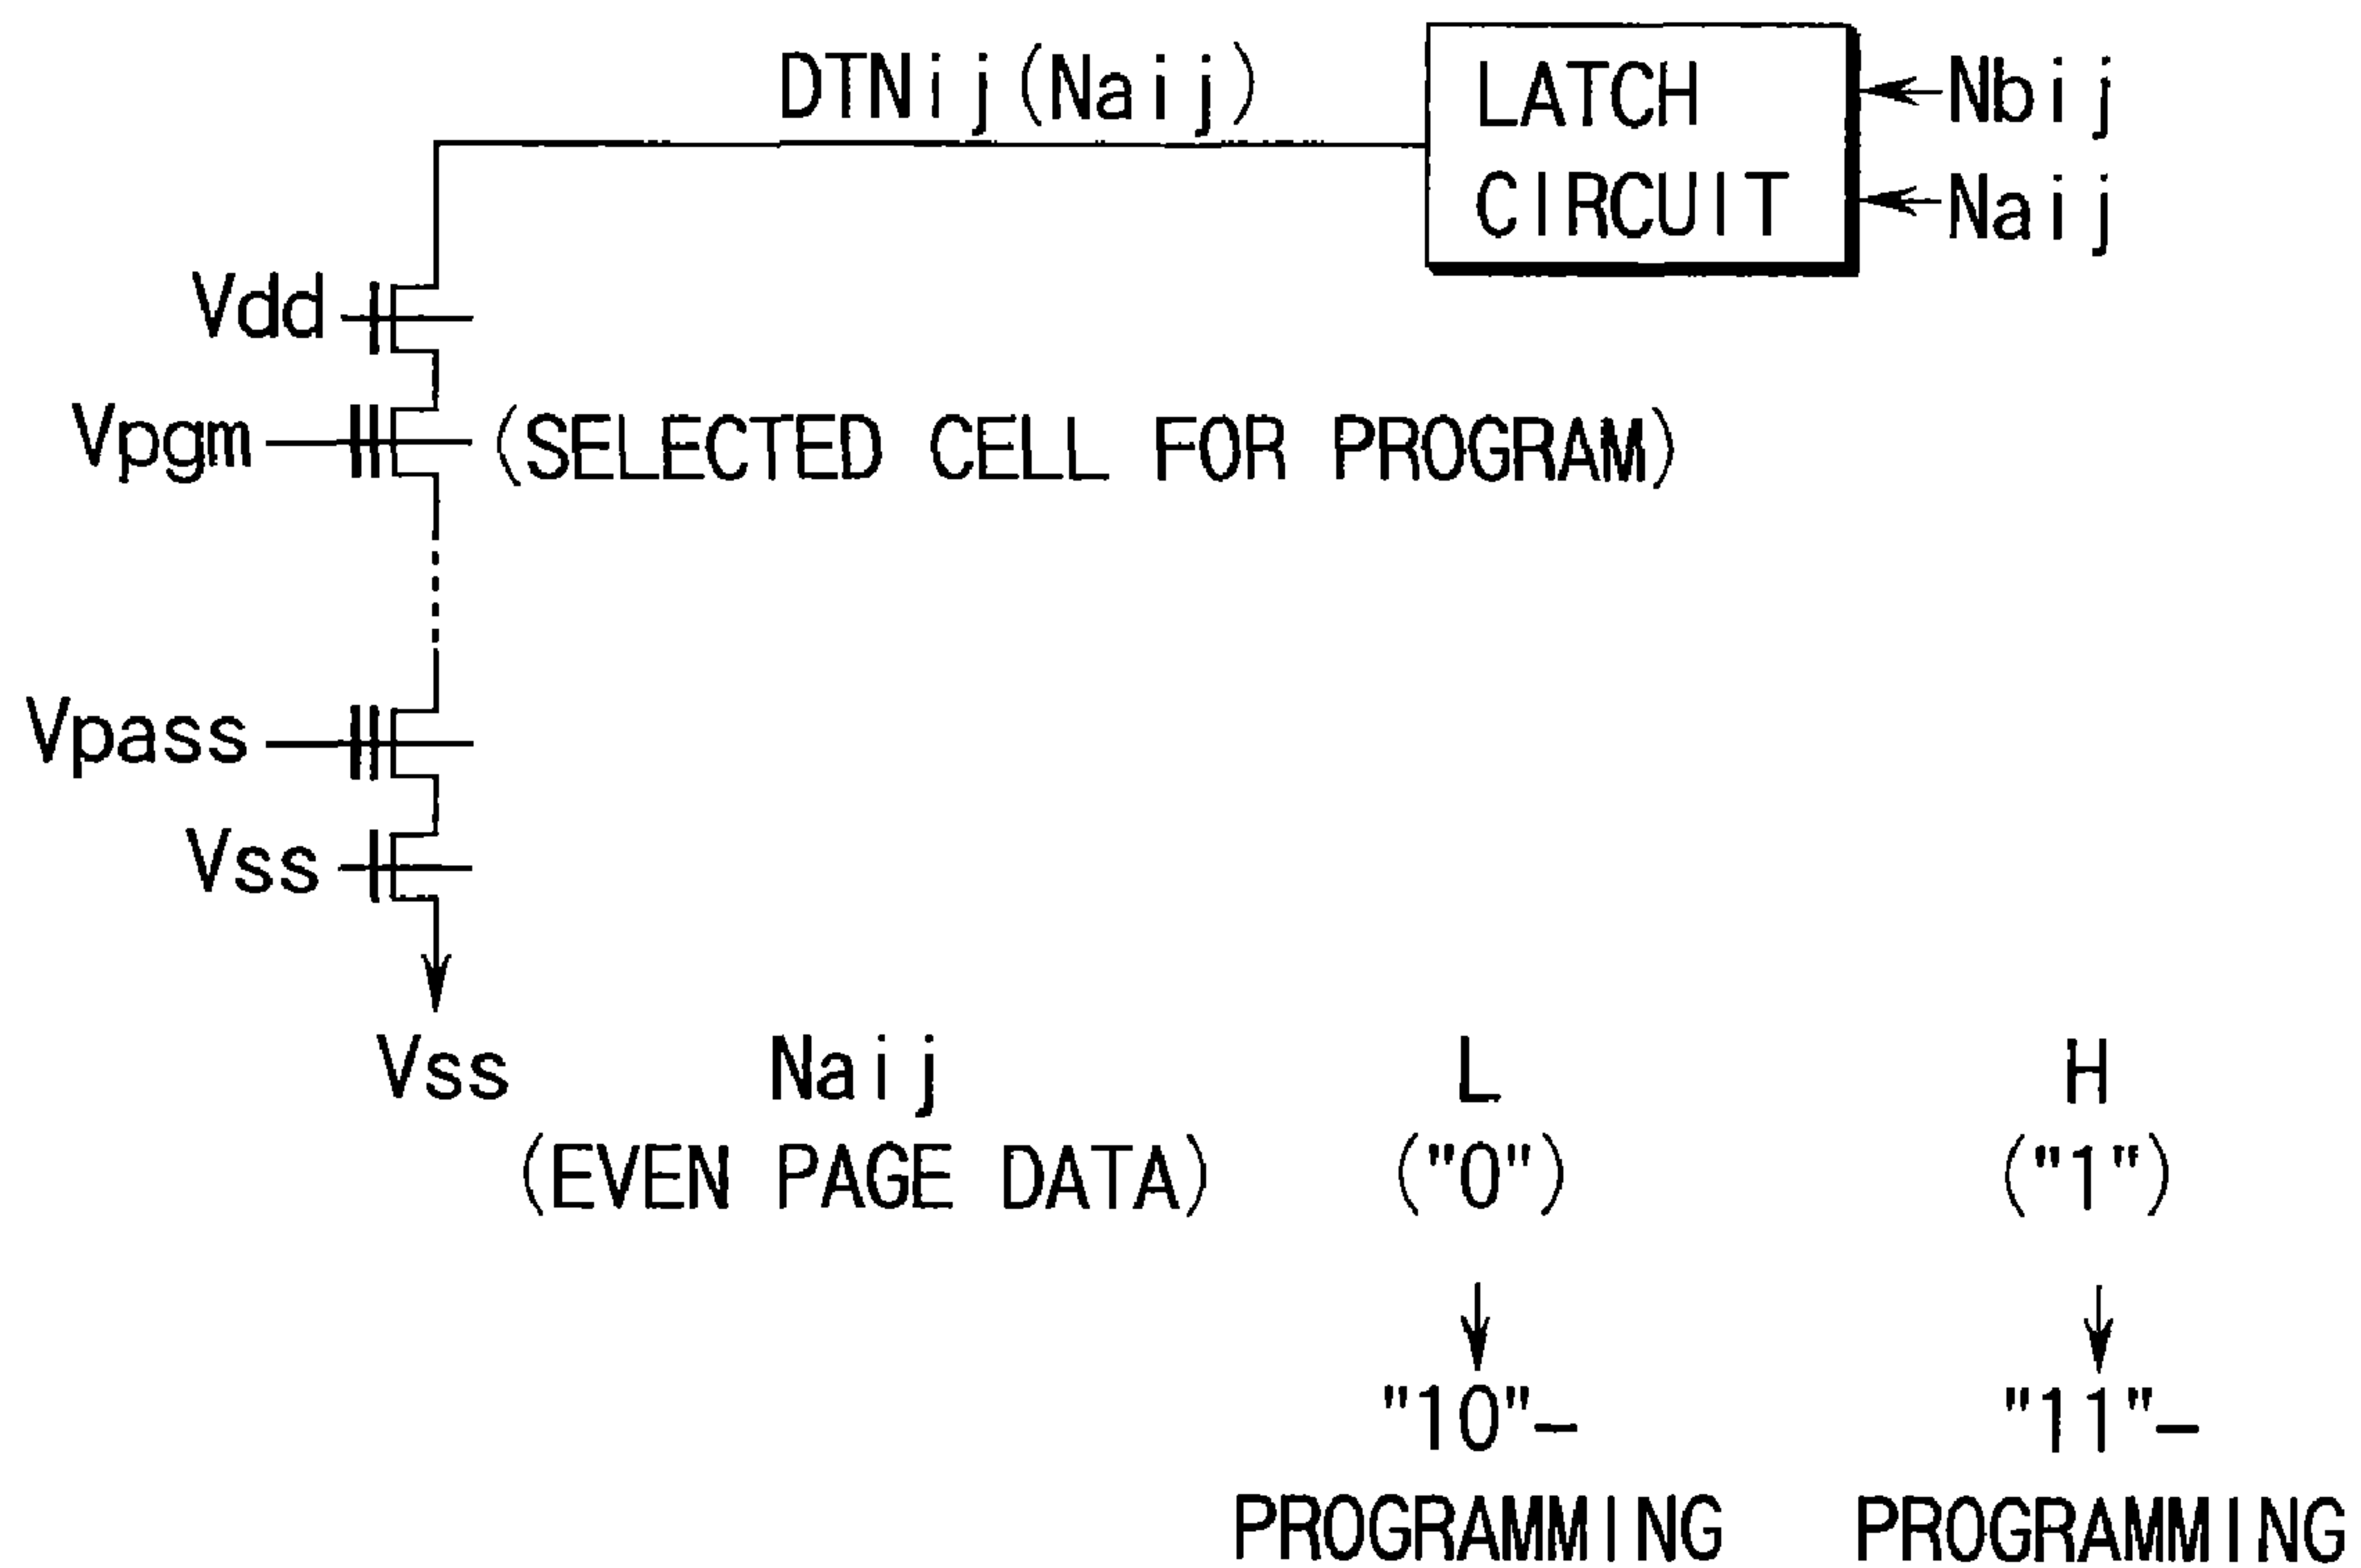 DTNij(Naij)
LATCH
CIRCUIT
Nbij
Naij
Vdd
Vpgm
(SELECTED CELL FOR PROGRAM)
Vpass
Vss
Vss
Naij L H
(EVEN PAGE DATA) ("0") ("1")
"10"- "11"-
PROGRAMMING PROGRAMMING